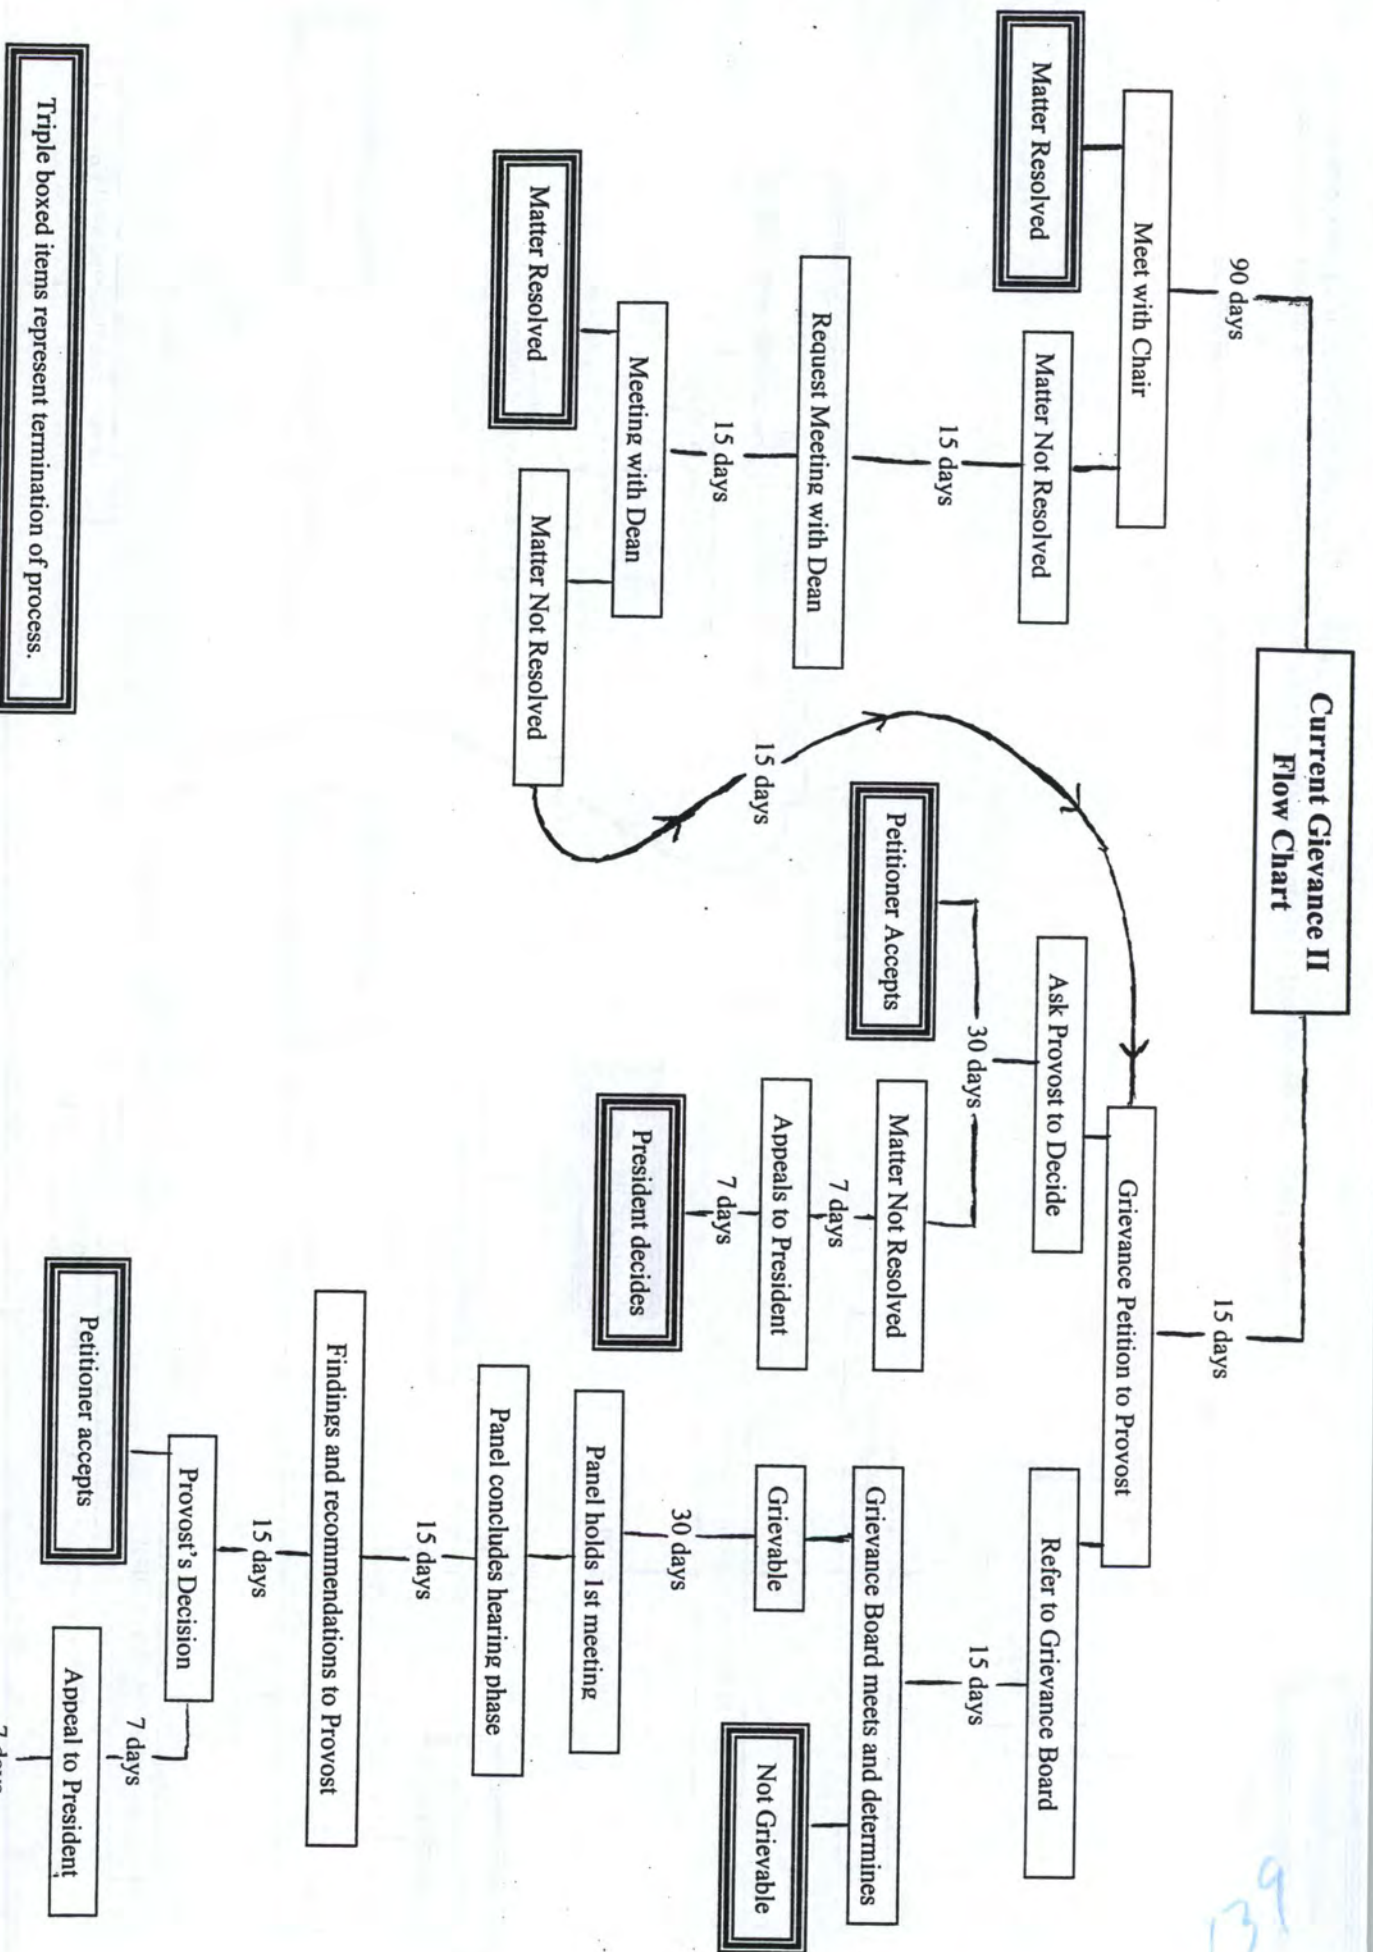 Current Gievance II
Flow Chart
90 days
15 days
Meet with Chair
Matter Resolved
Matter Not Resolved
15 days
Request Meeting with Dean
15 days
Meeting with Dean
Matter Resolved
Matter Not Resolved
15 days
Grievance Petition to Provost
Ask Provost to Decide
30 days
Petitioner Accepts
Matter Not Resolved
7 days
Appeals to President
7 days
President decides
Refer to Grievance Board
15 days
Grievance Board meets and determines
Grievable
Not Grievable
30 days
Panel holds 1st meeting
Panel concludes hearing phase
15 days
Findings and recommendations to Provost
15 days
Provost's Decision
Petitioner accepts
7 days
Appeal to President
7 days
Triple boxed items represent termination of process.
139